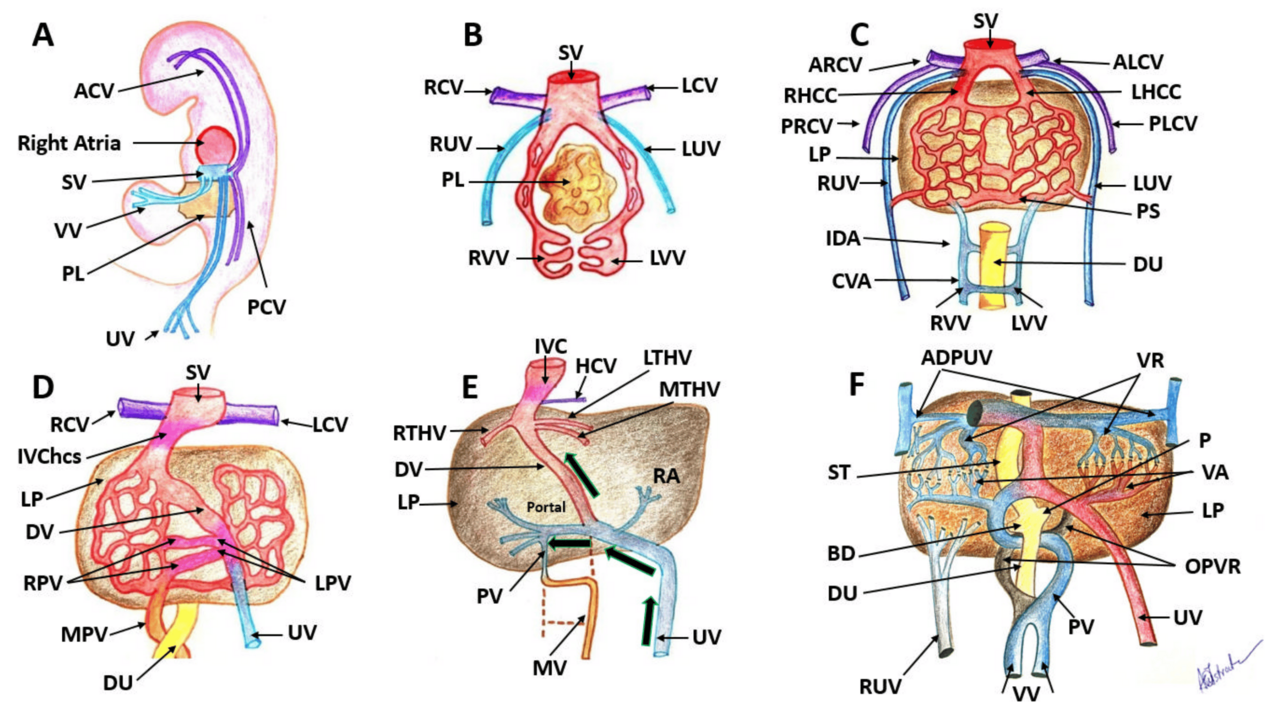 A
ACV
Right Atria
SV
VV
PL
PCV
UV
B
SV
RCV
LCV
RUV
LUV
PL
RVV
LVV
C
SV
ARCV
ALCV
RHCC
LHCC
PRCV
PLCV
LP
RUV
LUV
PS
IDA
DU
CVA
RVV
LVV
D
SV
RCV
LCV
IVChcs
LP
DV
RPV
LPV
MPV
UV
DU
E
IVC
HCV
LTHV
MTHV
RTHV
DV
RA
LP
Portal
PV
UV
MV
F
ADPUV
VR
P
ST
VA
LP
BD
OPVR
DU
PV
UV
RUV
VV